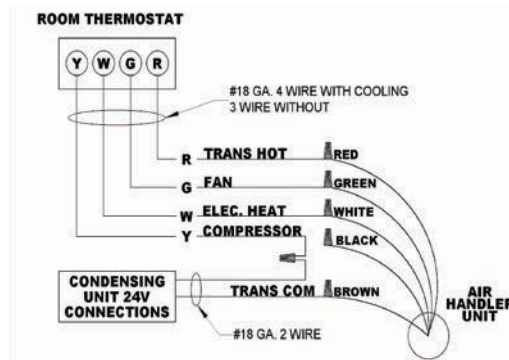 ROOM THERMOSTAT
Y W G R
#18 GA. 4 WIRE WITH COOLING
3 WIRE WITHOUT
R TRANS HOT RED
G FAN GREEN
W ELEC. HEAT WHITE
Y COMPRESSOR
BLACK
CONDENSING
UNIT 24V
CONNECTIONS
TRANS COM BROWN
#18 GA. 2 WIRE
AIR
HANDLER
UNIT